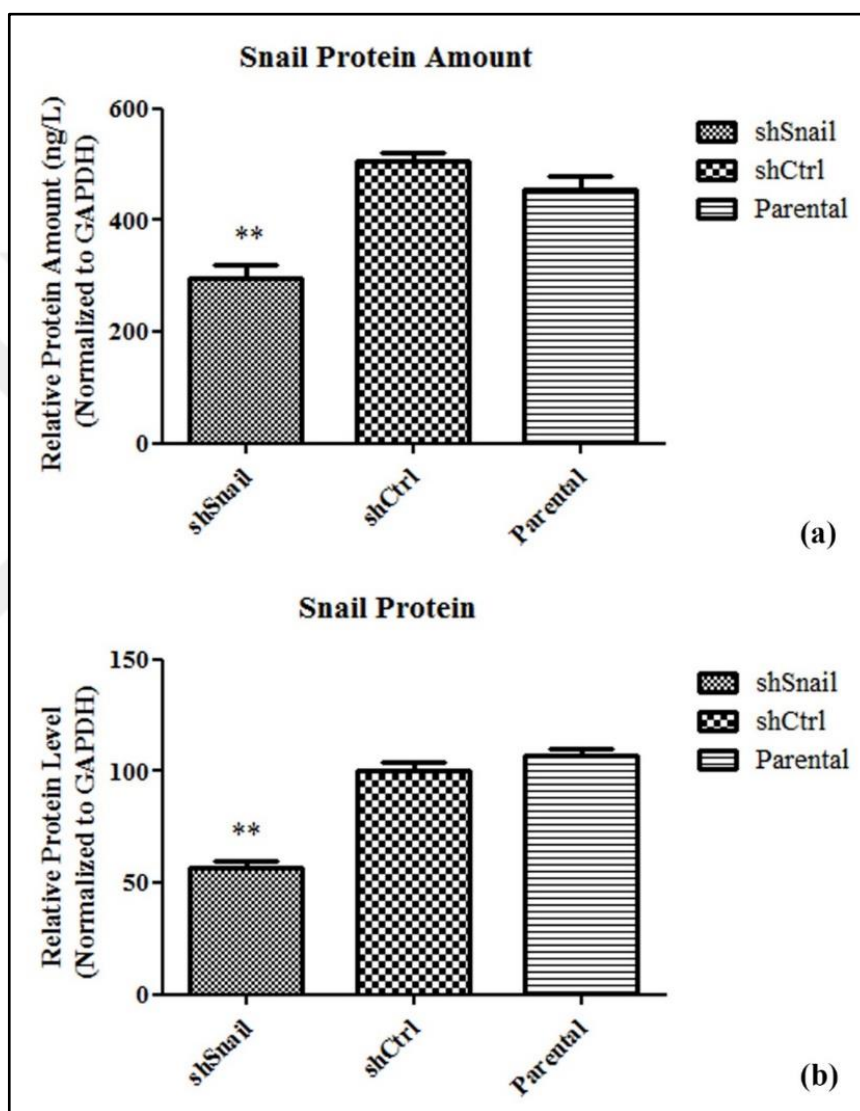 Snail Protein Amount
Relative Protein Amount (ng/L)
(Normalized to GAPDH)
600
400
200
0
**
shSnail
shCtrl
Parental
shSnail
shCtrl
Parental
(a)
Snail Protein
Relative Protein Level
(Normalized to GAPDH)
150
100
50
0
**
shSnail
shCtrl
Parental
shSnail
shCtrl
Parental
(b)